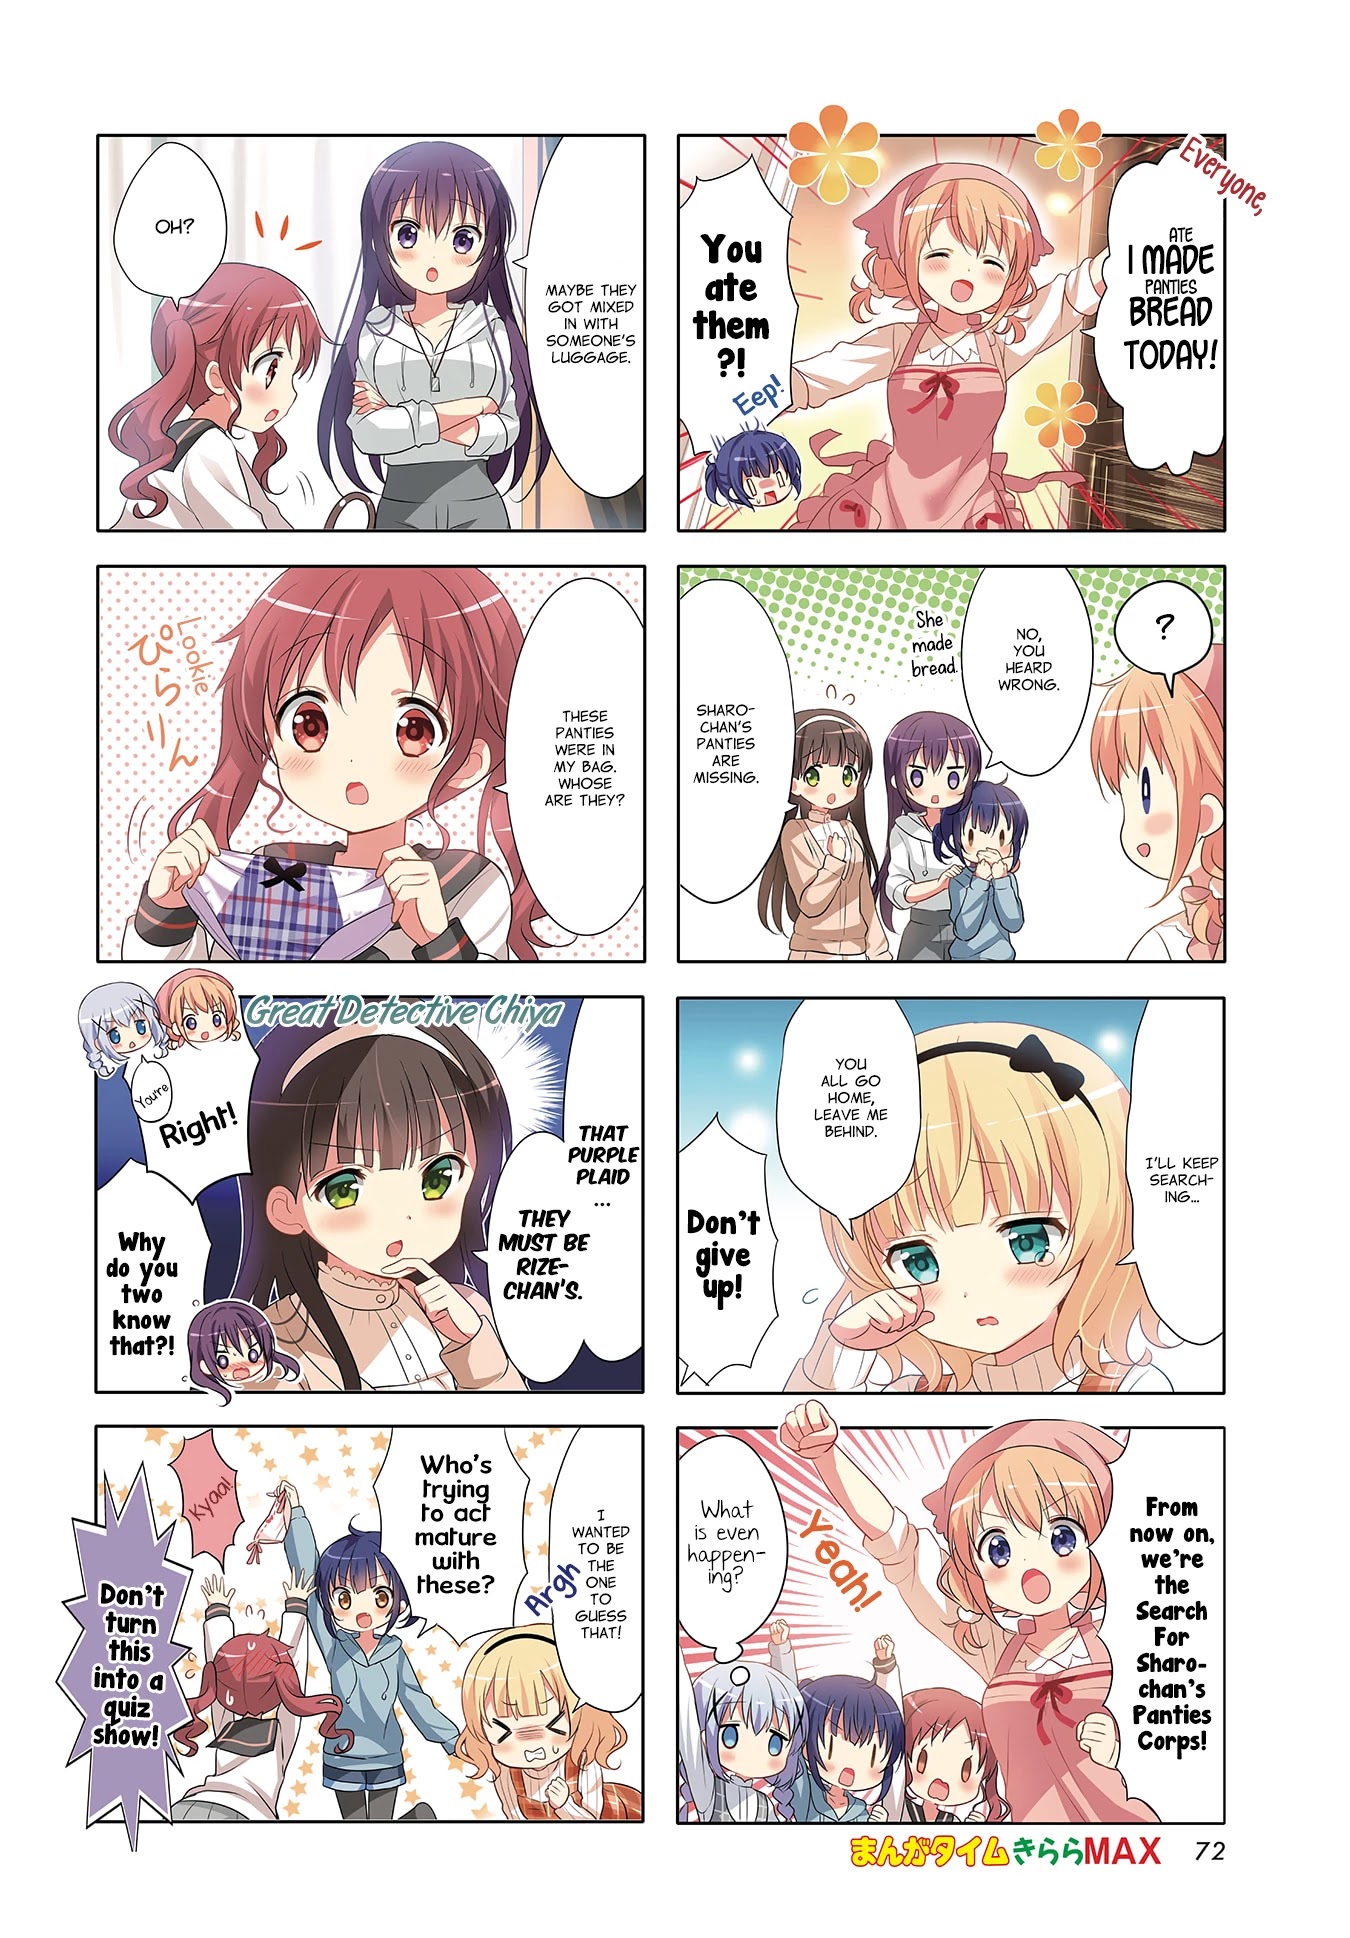 Everyone,
ATE
I MADE
PANTIES
BREAD
TODAY!
You
ate
them
?!
Eep!
?
NO,
YOU
HEARD
WRONG.
She
made
bread.
SHARO-
CHAN'S
PANTIES
ARE
MISSING.
I'LL KEEP
SEARCH-
ING...
YOU
ALL GO
HOME,
LEAVE ME
BEHIND.
Don't
give
up!
From
now on,
we're
the
Search
For
Sharo-
chan's
Panties
Corps!
Yeah!
What
is even
happen-
ing?
MAYBE THEY
GOT MIXED
IN WITH
SOMEONE'S
LUGGAGE.
OH?
THESE
PANTIES
WERE IN
MY BAG.
WHOSE
ARE THEY?
Lookie
ぴらりん
Great Detective Chiya
THAT
PURPLE
PLAID
...
THEY
MUST BE
RIZE-
CHAN'S.
You're
Right!
Why
do you
two
know
that?!
I
WANTED
TO BE
THE
ONE
TO
GUESS
THAT!
Argh
Who's
trying
to act
mature
with
these?
Kyaa!
Don't
turn
this
into a
quiz
show!
まんがタイムきららMAX 72